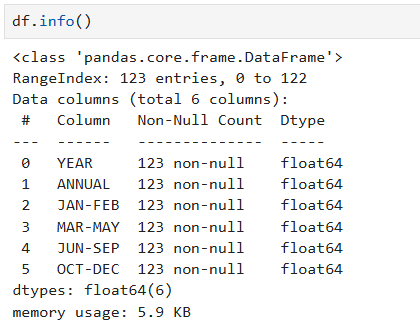 df.info()
<class 'pandas.core.frame.DataFrame'>
RangeIndex: 123 entries, 0 to 122
Data columns (total 6 columns):
 #   Column   Non-Null Count  Dtype
---  ------   --------------  -----
 0   YEAR     123 non-null    float64
 1   ANNUAL   123 non-null    float64
 2   JAN-FEB  123 non-null    float64
 3   MAR-MAY  123 non-null    float64
 4   JUN-SEP  123 non-null    float64
 5   OCT-DEC  123 non-null    float64
dtypes: float64(6)
memory usage: 5.9 KB